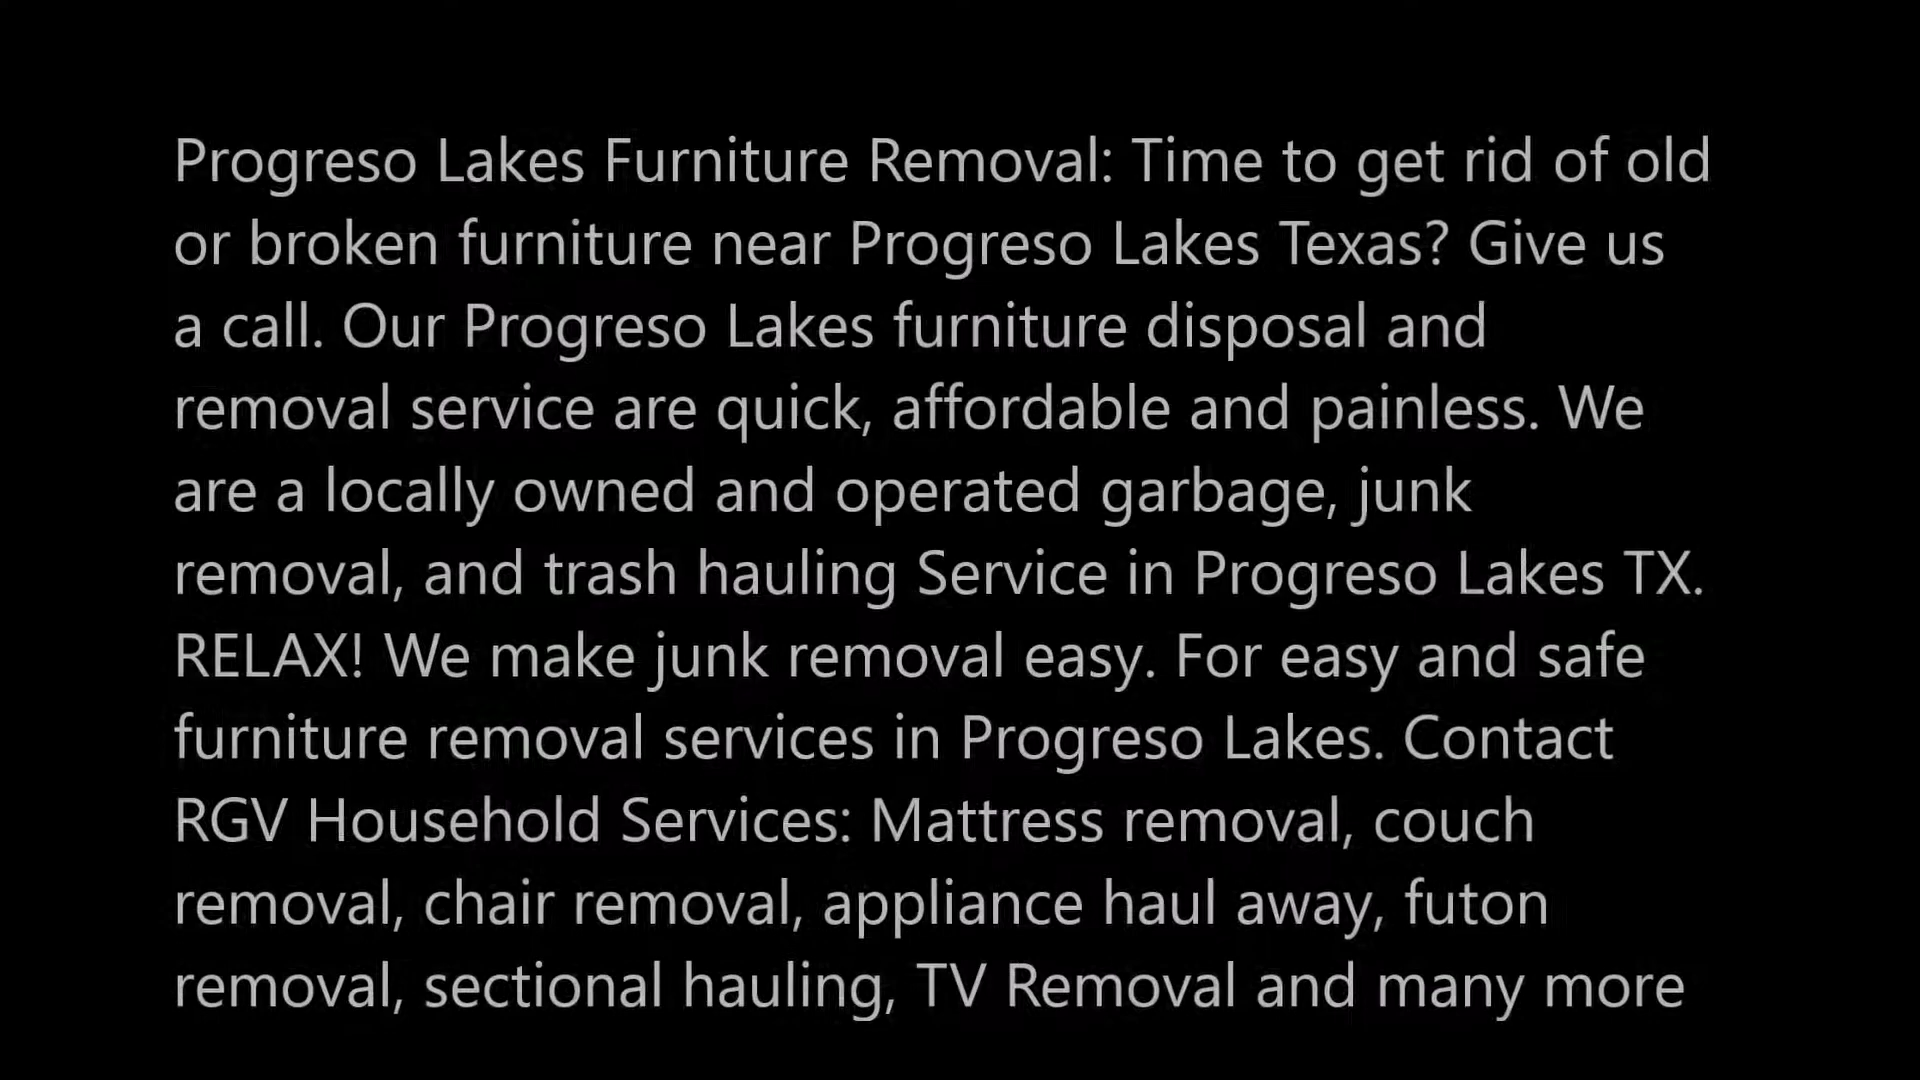 Progreso Lakes Furniture Removal: Time to get rid of old
or broken furniture near Progreso Lakes Texas? Give us
a call. Our Progreso Lakes furniture disposal and
removal service are quick, affordable and painless. We
are a locally owned and operated garbage, junk
removal, and trash hauling Service in Progreso Lakes TX.
RELAX! We make junk removal easy. For easy and safe
furniture removal services in Progreso Lakes. Contact
RGV Household Services: Mattress removal, couch
removal, chair removal, appliance haul away, futon
removal, sectional hauling, TV Removal and many more